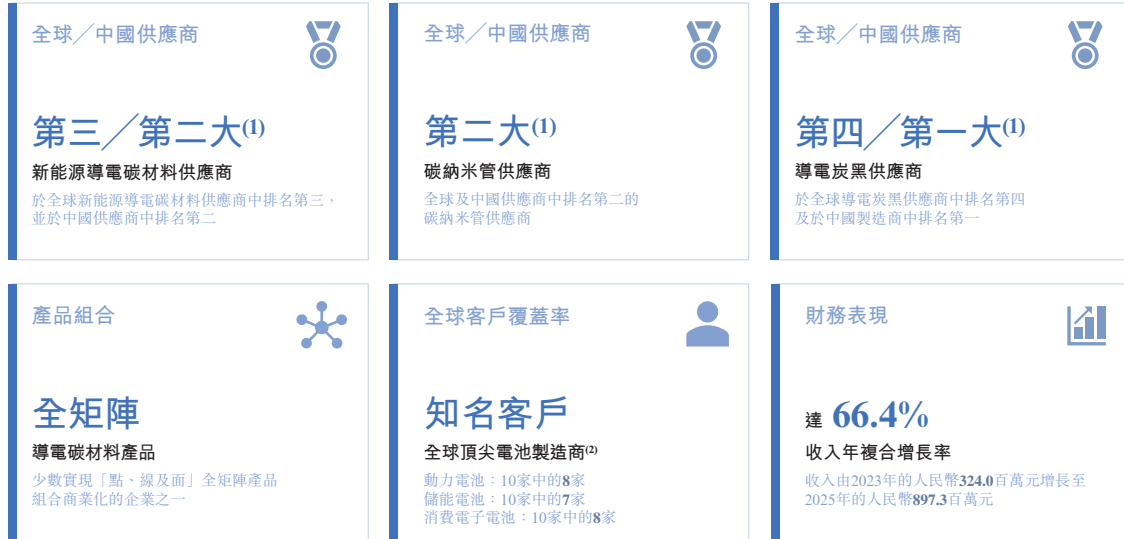 全球／中國供應商
第三／第二大(1)
新能源導電碳材料供應商
於全球新能源導電碳材料供應商中排名第三，
並於中國供應商中排名第二
全球／中國供應商
第二大(1)
碳納米管供應商
全球及中國供應商中排名第二的
碳納米管供應商
全球／中國供應商
第四／第一大(1)
導電炭黑供應商
於全球導電炭黑供應商中排名第四
及於中國製造商中排名第一
產品組合
全矩陣
導電碳材料產品
少數實現「點、線及面」全矩陣產品
組合商業化的企業之一
全球客戶覆蓋率
知名客戶
全球頂尖電池製造商(2)
動力電池：10家中的8家
儲能電池：10家中的7家
消費電子電池：10家中的8家
財務表現
達 66.4%
收入年複合增長率
收入由2023年的人民幣324.0百萬元增長至
2025年的人民幣897.3百萬元